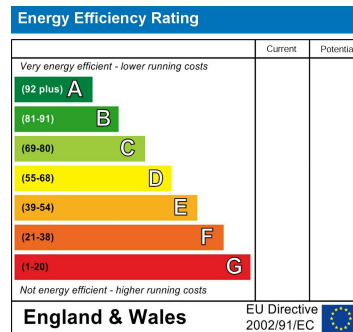 Energy Efficiency Rating
Current Potential
Very energy efficient - lower running costs
(92 plus) A
(81-91) B
(69-80) C
(55-68) D
(39-54) E
(21-38) F
(1-20) G
Not energy efficient - higher running costs
England & Wales
EU Directive
2002/91/EC